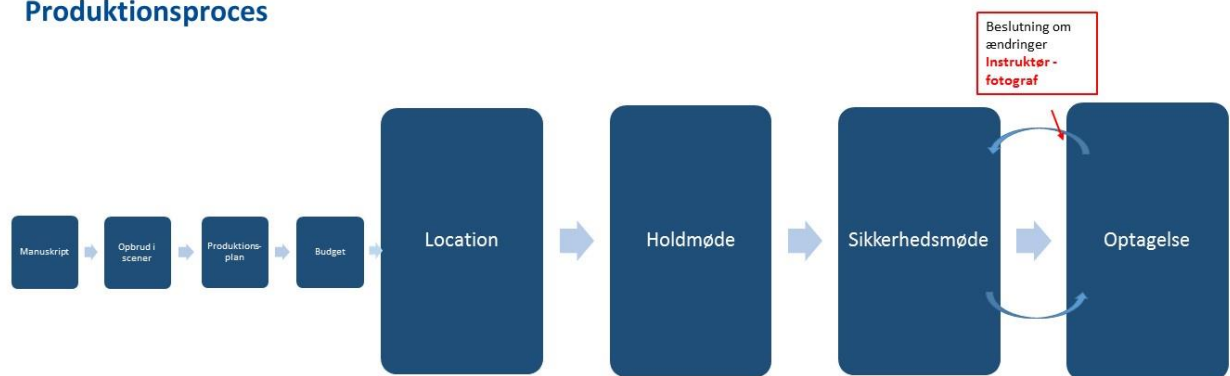 Produktionsproces
Beslutning om
ændringer
Instruktør -
fotograf
Manuskript
Opbrud i
scener
Produktions-
plan
Budget
Location
Holdmøde
Sikkerhedsmøde
Optagelse